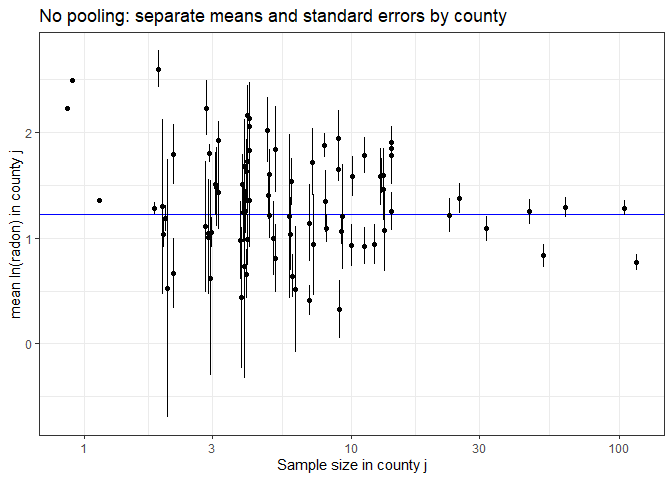 No pooling: separate means and standard errors by county
mean ln(radon) in county j
2
1
0
1
3
10
30
100
Sample size in county j